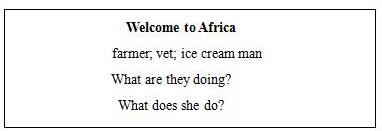 Welcome to Africa
farmer; vet; ice cream man
What are they doing?
What does she do?